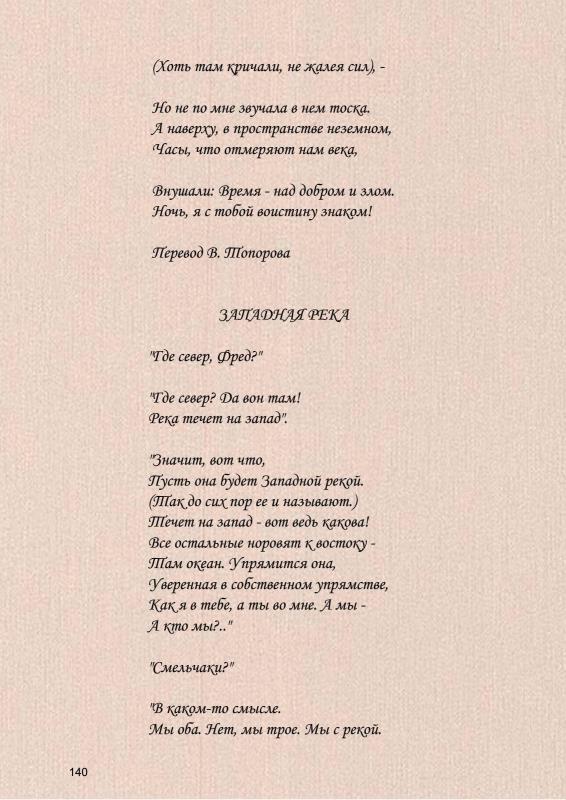 (Хоть там кричали, не жалея сил), -
Но не по мне звучала в нем тоска.
А наверху, в пространстве неземном,
Часы, что отмеряют нам века,
Внушали: Время - над добром и злом.
Ночь, я с тобой воистину знаком!
Перевод В. Топорова
ЗАПАДНАЯ РЕКА
"Где север, Фред?"
"Где север? Да вон там!
Река течет на запад".
"Значит, вот что,
Пусть она будет Западной рекой.
(Так до сих пор ее и называют.)
Течет на запад - вот ведь какова!
Все остальные норовят к востоку -
Там океан. Упрямится она,
Уверенная в собственном упрямстве,
Как я в тебе, а ты во мне. А мы -
А кто мы?.."
"Смельчаки?"
"В каком-то смысле.
Мы оба. Нет, мы трое. Мы с рекой.
140